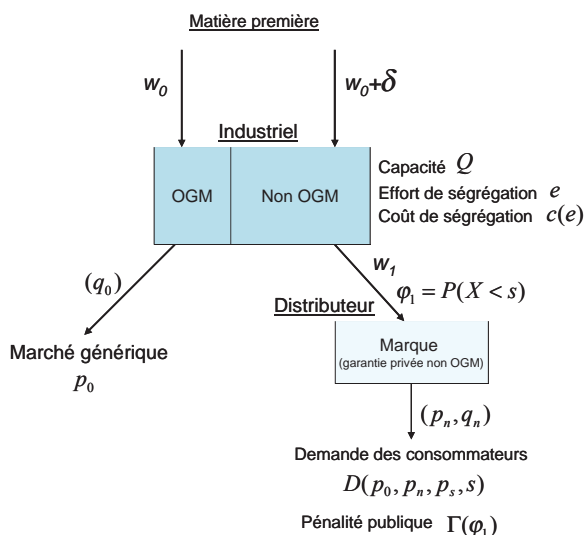 Matière première
w₀
w₀+δ
Industriel
OGM
Non OGM
Capacité Q
Effort de ségrégation e
Coût de ségrégation c(e)
(q₀)
w₁
φ₁ = P(X < s)
Distributeur
Marché générique
p₀
Marque
(garantie privée non OGM)
(pₙ, qₙ)
Demande des consommateurs
D(p₀, pₙ, pₛ, s)
Pénalité publique Γ(φ₁)